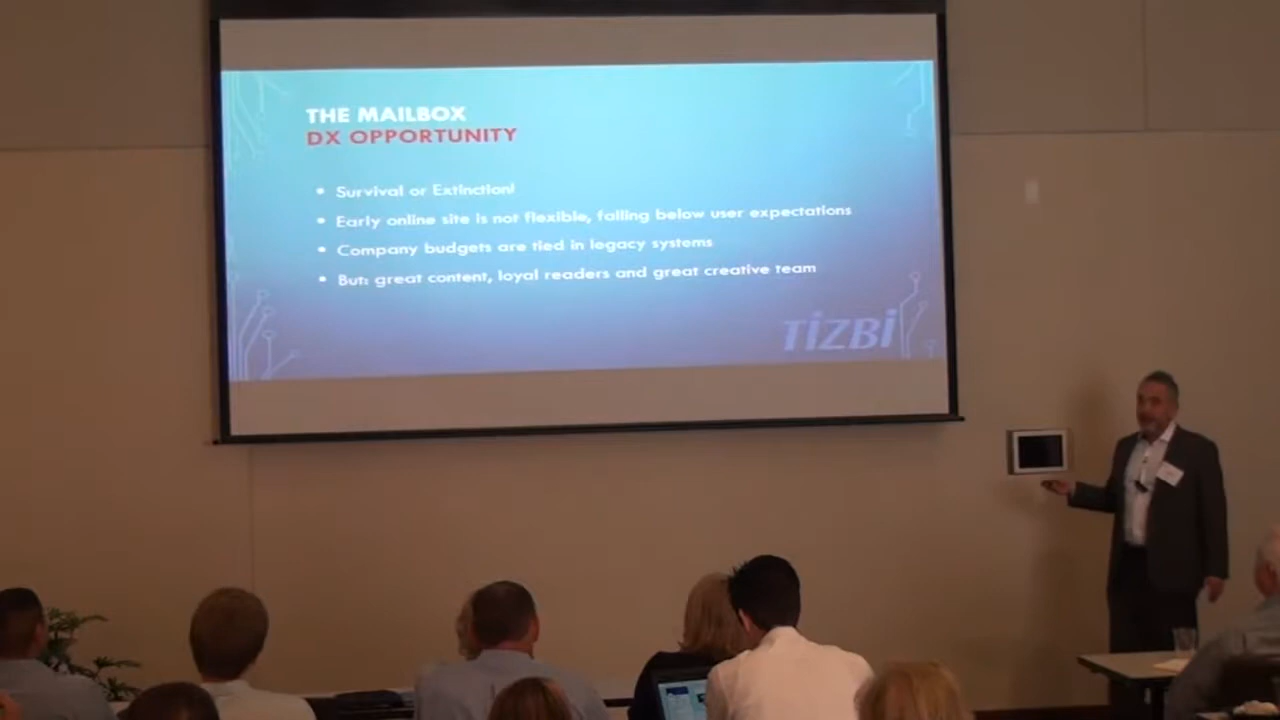 THE MAILBOX
DX OPPORTUNITY
• Survival or Extinction!
• Early online site is not flexible, falling below user expectations
• Company budgets are tied in legacy systems
• But: great content, loyal readers and great creative team
TiZBi